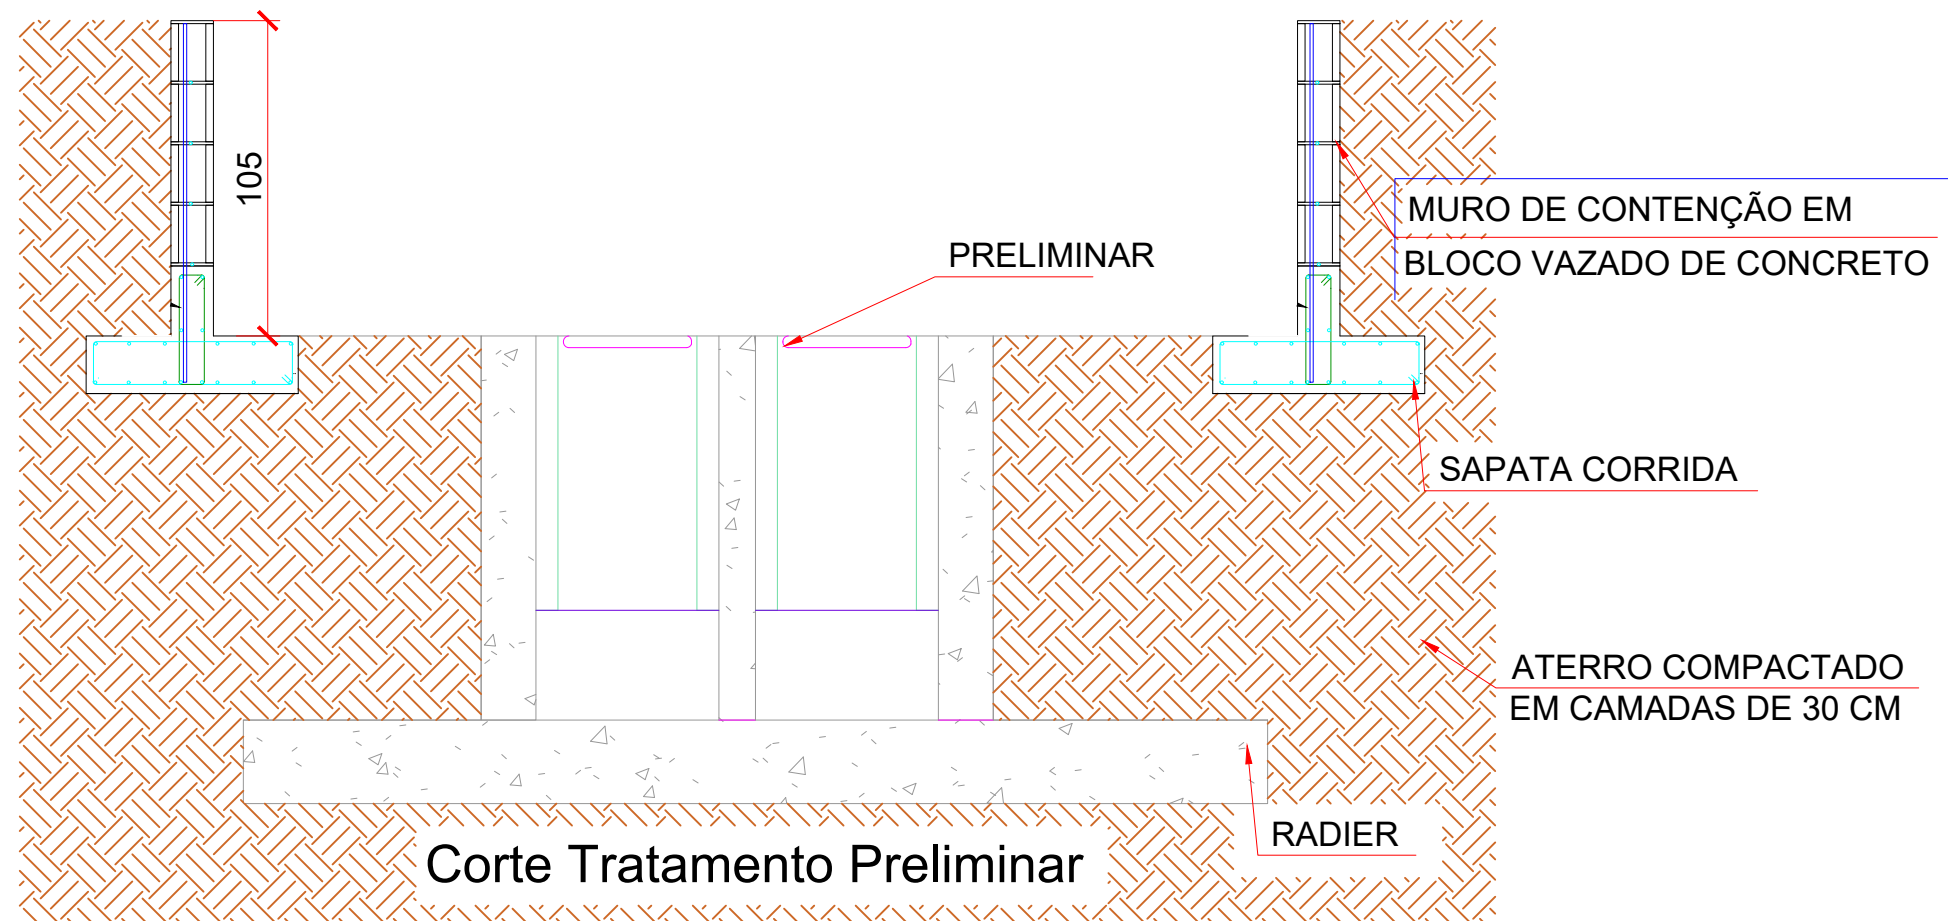 105
PRELIMINAR
MURO DE CONTENÇÃO EM
BLOCO VAZADO DE CONCRETO
SAPATA CORRIDA
ATERRO COMPACTADO
EM CAMADAS DE 30 CM
RADIER
Corte Tratamento Preliminar